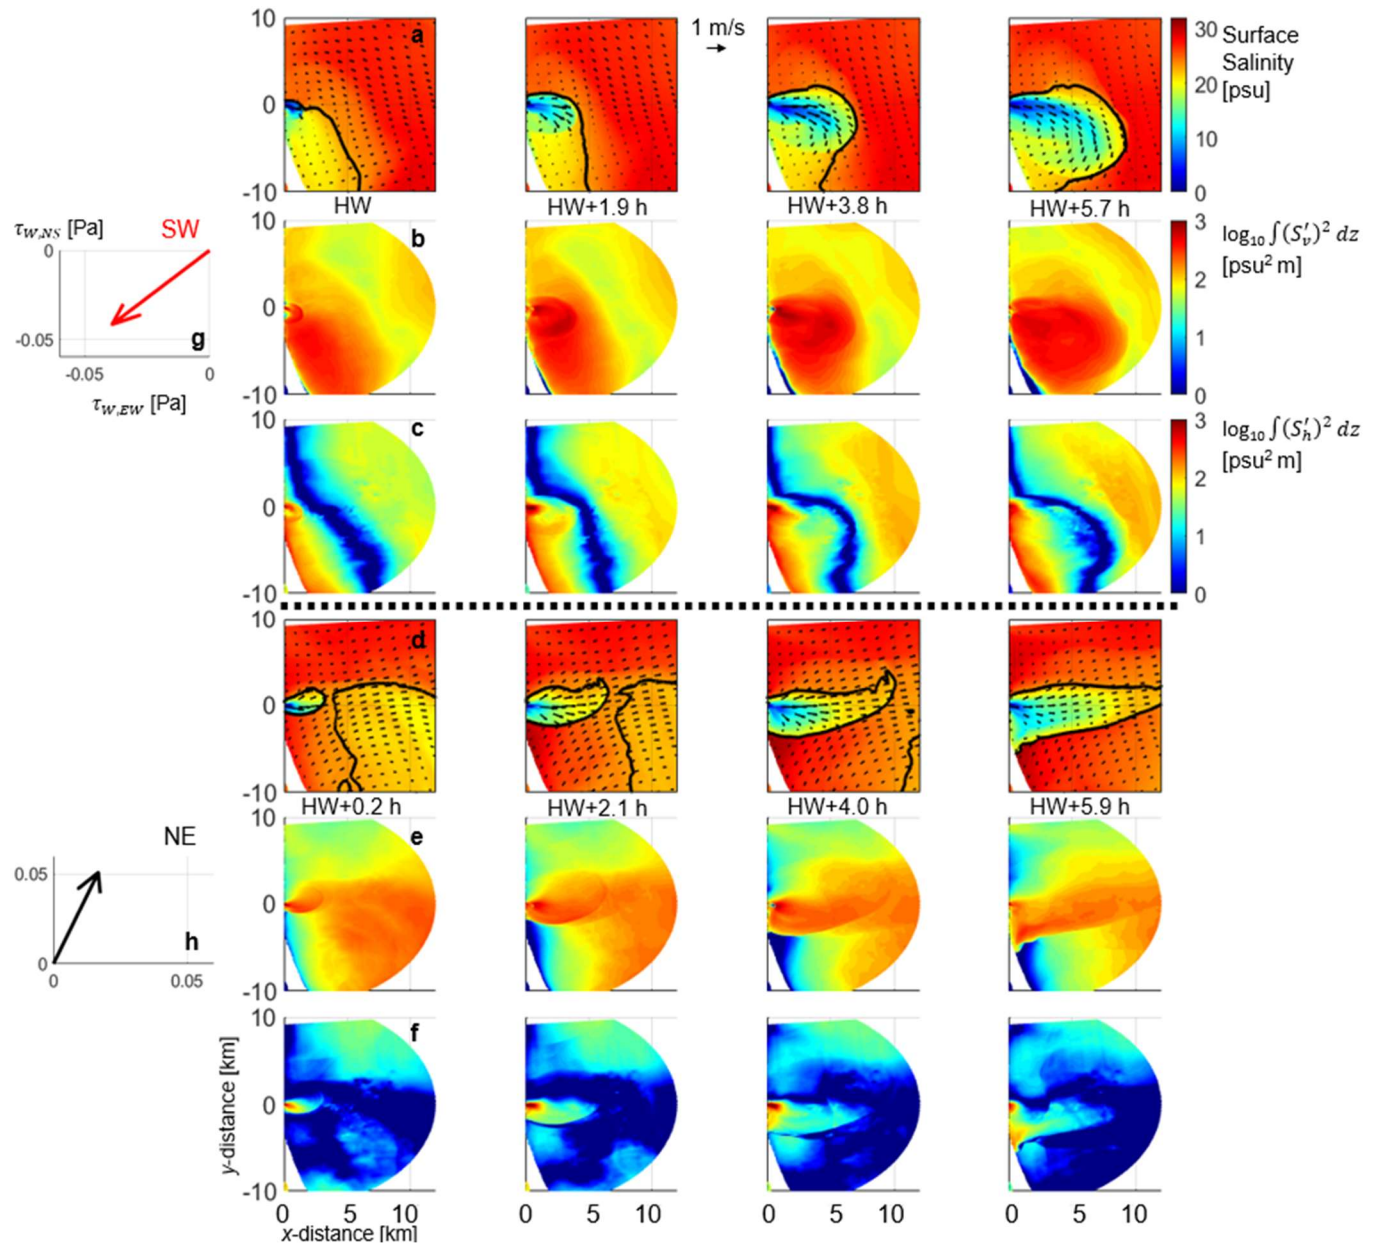 10
a
1 m/s
30
Surface
Salinity
[psu]
20
0
10
-10
0
HW
HW+1.9 h
HW+3.8 h
HW+5.7 h
τW,NS [Pa]
SW
0
-0.05
g
-0.05
0
τW,EW [Pa]
10
b
3
log10 ∫(S′v)² dz
[psu² m]
2
0
1
-10
0
10
c
3
log10 ∫(S′h)² dz
[psu² m]
2
0
1
-10
0
10
d
0
-10
HW+0.2 h
HW+2.1 h
HW+4.0 h
HW+5.9 h
NE
0.05
h
0
0
0.05
10
e
0
-10
10
f
y-distance [km]
0
-10
0 5 10
0 5 10
0 5 10
0 5 10
x-distance [km]